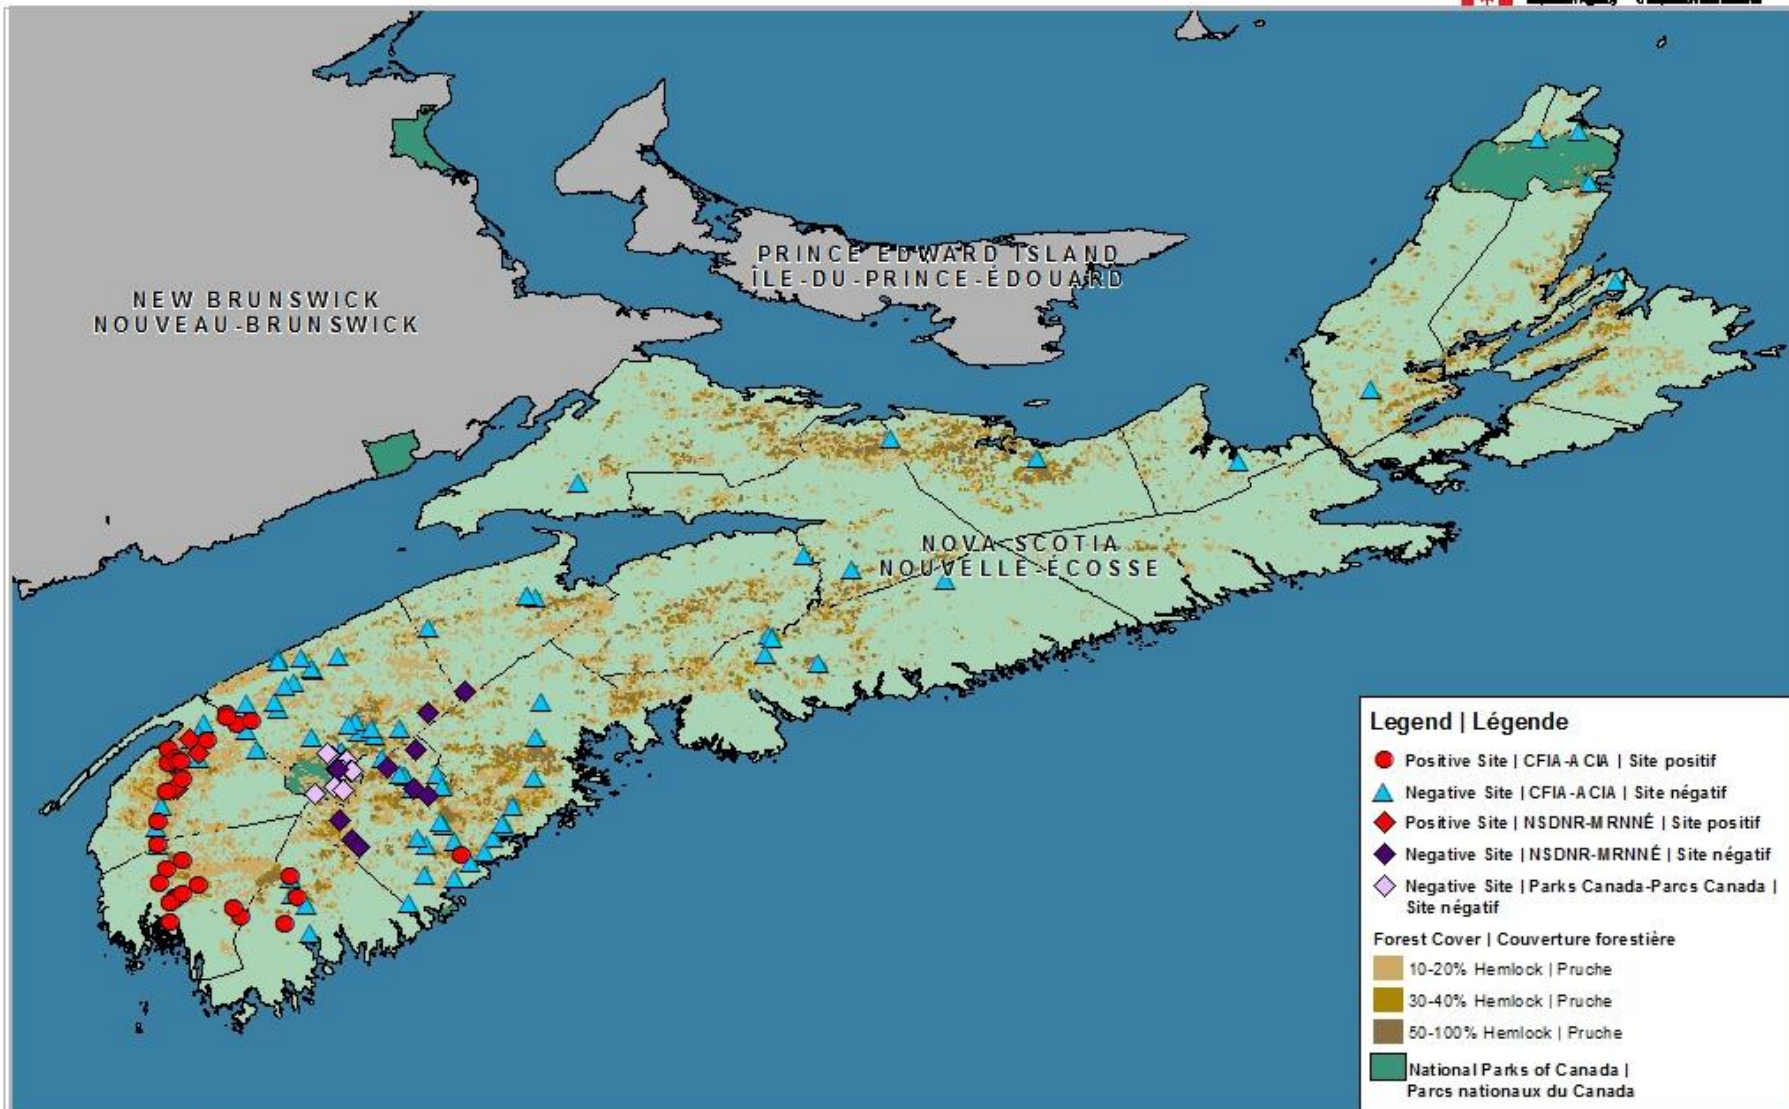 NEW BRUNSWICK
NOUVEAU-BRUNSWICK
PRINCE EDWARD ISLAND
ÎLE-DU-PRINCE-ÉDOUARD
NOVA SCOTIA
NOUVELLE-ÉCOSSE
Legend | Légende
Positive Site | CFIA-ACIA | Site positif
Negative Site | CFIA-ACIA | Site négatif
Positive Site | NSDNR-MRNNÉ | Site positif
Negative Site | NSDNR-MRNNÉ | Site négatif
Negative Site | Parks Canada-Parcs Canada |
Site négatif
Forest Cover | Couverture forestière
10-20% Hemlock | Pruche
30-40% Hemlock | Pruche
50-100% Hemlock | Pruche
National Parks of Canada |
Parcs nationaux du Canada